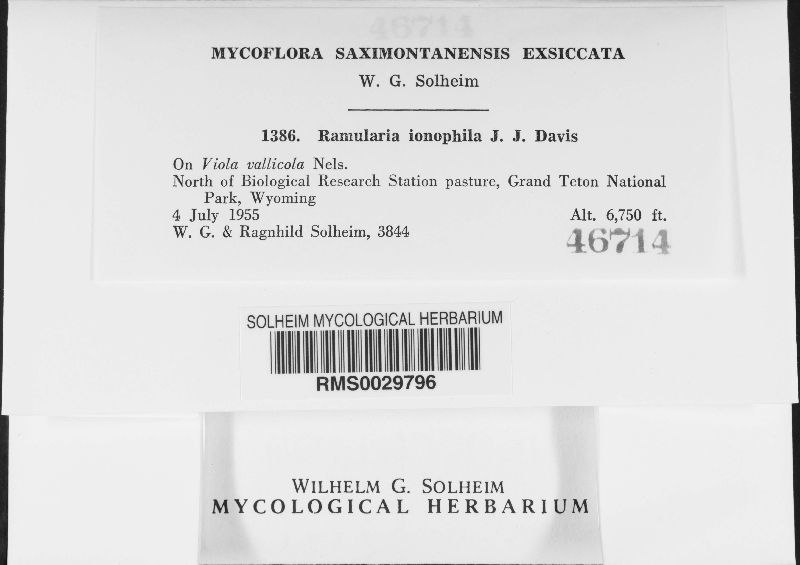 46714
MYCOFLORA SAXIMONTANENSIS EXSICCATA
W. G. Solheim
1386. Ramularia ionophila J. J. Davis
On Viola vallicola Nels.
North of Biological Research Station pasture, Grand Teton National
Park, Wyoming
4 July 1955 Alt. 6,750 ft.
W. G. & Ragnhild Solheim, 3844
46714
SOLHEIM MYCOLOGICAL HERBARIUM
RMS0029796
WILHELM G. SOLHEIM
MYCOLOGICAL HERBARIUM